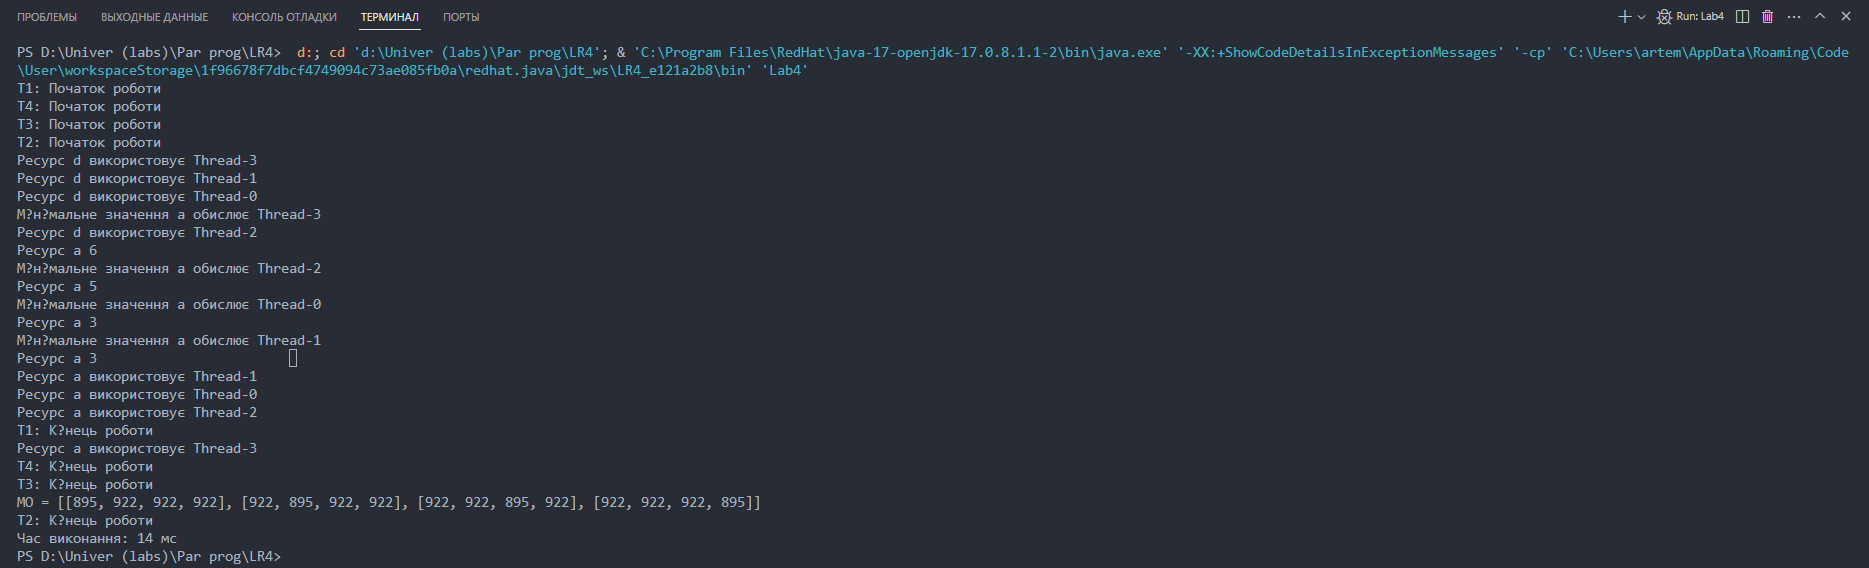 ПРОБЛЕМЫ ВЫХОДНЫЕ ДАННЫЕ КОНСОЛЬ ОТЛАДКИ ТЕРМИНАЛ ПОРТЫ Run: Lab4
PS D:\Univer (labs)\Par prog\LR4>  d:; cd 'd:\Univer (labs)\Par prog\LR4'; & 'C:\Program Files\RedHat\java-17-openjdk-17.0.8.1.1-2\bin\java.exe' '-XX:+ShowCodeDetailsInExceptionMessages' '-cp' 'C:\Users\artem\AppData\Roaming\Code
\User\workspaceStorage\1f96678f7dbcf4749094c73ae085fb0a\redhat.java\jdt_ws\LR4_e121a2b8\bin' 'Lab4'
T1: Початок роботи
T4: Початок роботи
T3: Початок роботи
T2: Початок роботи
Ресурс d використовує Thread-3
Ресурс d використовує Thread-1
Ресурс d використовує Thread-0
М?н?мальне значення а обислює Thread-3
Ресурс d використовує Thread-2
Ресурс а 6
М?н?мальне значення а обислює Thread-2
Ресурс а 5
М?н?мальне значення а обислює Thread-0
Ресурс а 3
М?н?мальне значення а обислює Thread-1
Ресурс а 3
Ресурс а використовує Thread-1
Ресурс а використовує Thread-0
Ресурс а використовує Thread-2
T1: К?нець роботи
Ресурс а використовує Thread-3
T4: К?нець роботи
T3: К?нець роботи
MO = [[895, 922, 922, 922], [922, 895, 922, 922], [922, 922, 895, 922], [922, 922, 922, 895]]
T2: К?нець роботи
Час виконання: 14 мс
PS D:\Univer (labs)\Par prog\LR4>